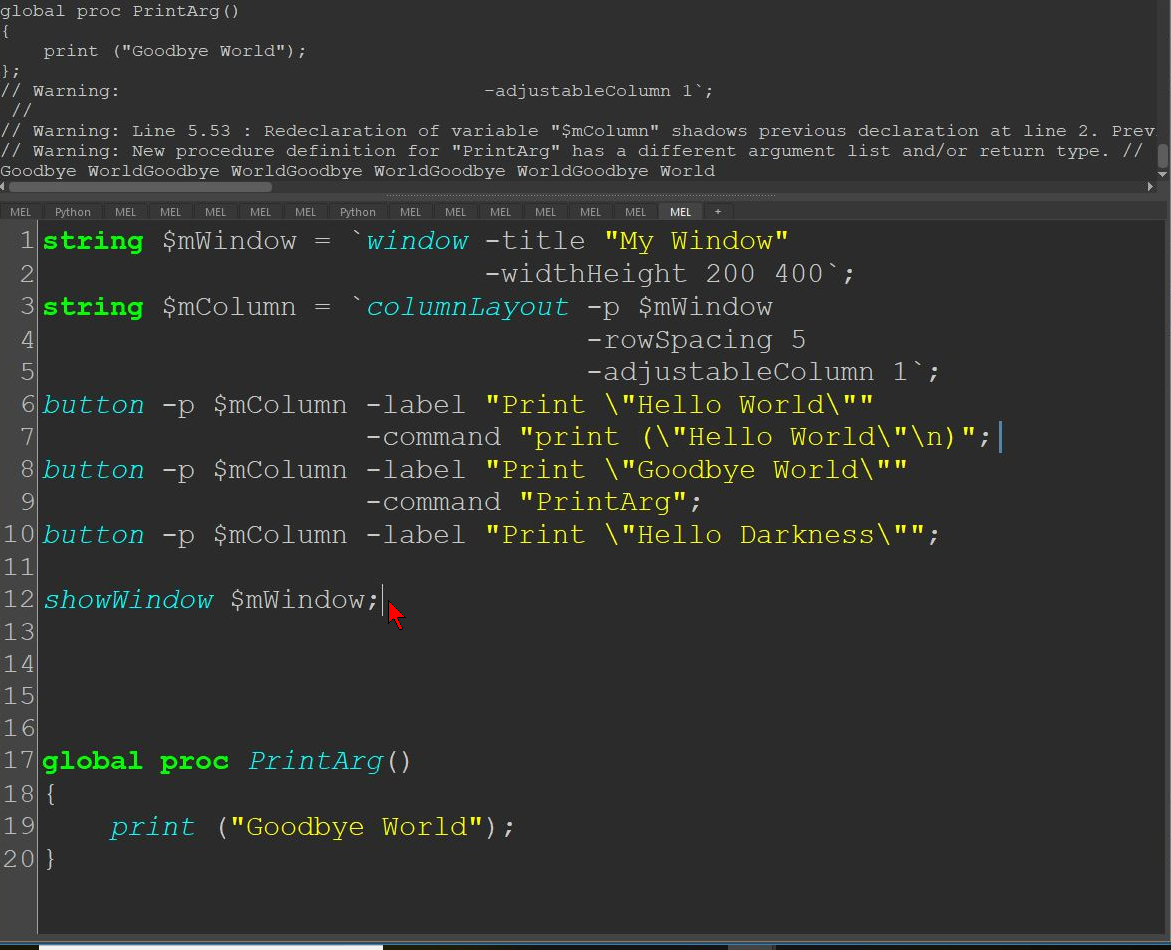 global proc PrintArg()
{
    print ("Goodbye World");
};
// Warning:                                     -adjustableColumn 1`;
 //
// Warning: Line 5.53 : Redeclaration of variable "$mColumn" shadows previous declaration at line 2. Prev
// Warning: New procedure definition for "PrintArg" has a different argument list and/or return type. //
Goodbye WorldGoodbye WorldGoodbye WorldGoodbye WorldGoodbye World
MEL Python MEL MEL MEL MEL MEL Python MEL MEL MEL MEL MEL MEL MEL +
1 string $mWindow = `window -title "My Window"
2                           -widthHeight 200 400`;
3 string $mColumn = `columnLayout -p $mWindow
4                                 -rowSpacing 5
5                                 -adjustableColumn 1`;
6 button -p $mColumn -label "Print \"Hello World\""
7                    -command "print (\"Hello World\"\n)";
8 button -p $mColumn -label "Print \"Goodbye World\""
9                    -command "PrintArg";
10 button -p $mColumn -label "Print \"Hello Darkness\"";
11
12 showWindow $mWindow;
13
14
15
16
17 global proc PrintArg()
18 {
19     print ("Goodbye World");
20 }